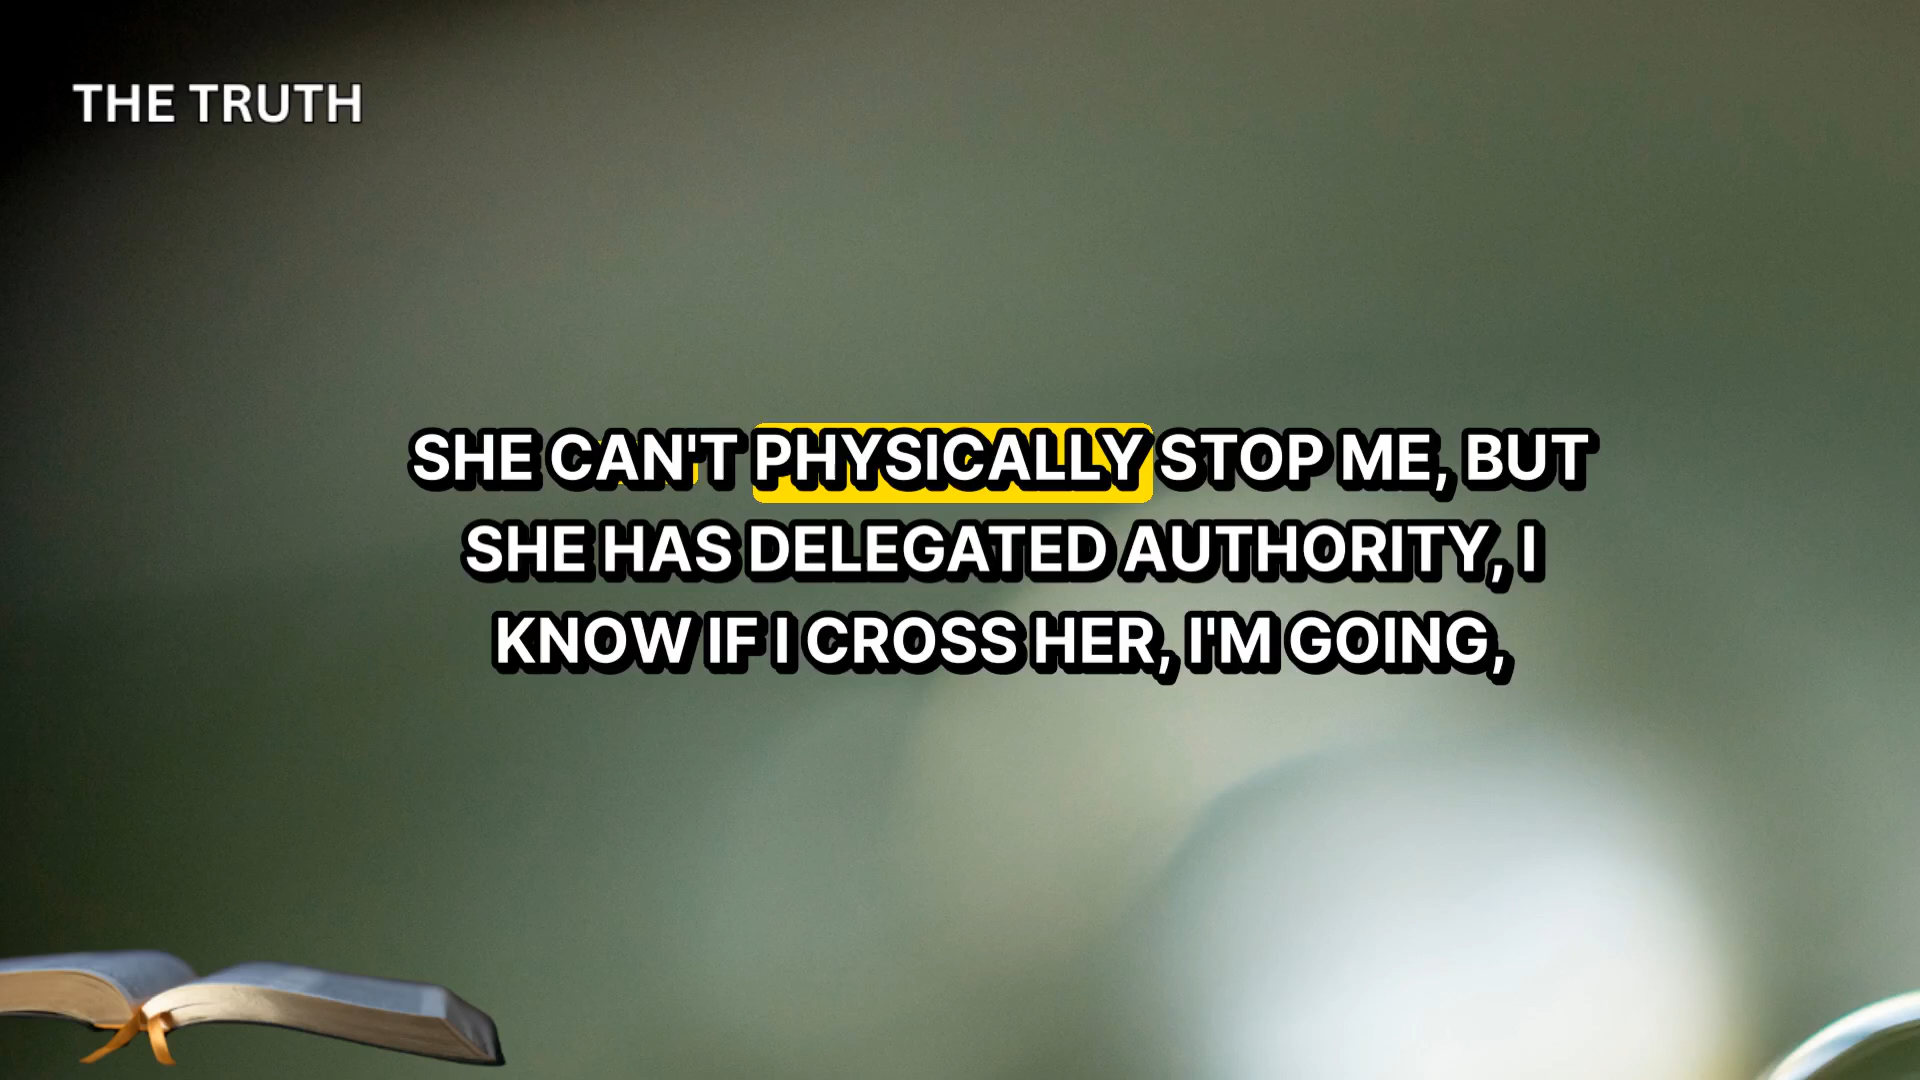 THE TRUTH
SHE CAN'T PHYSICALLY STOP ME, BUT
SHE HAS DELEGATED AUTHORITY, I
KNOW IF I CROSS HER, I'M GOING,